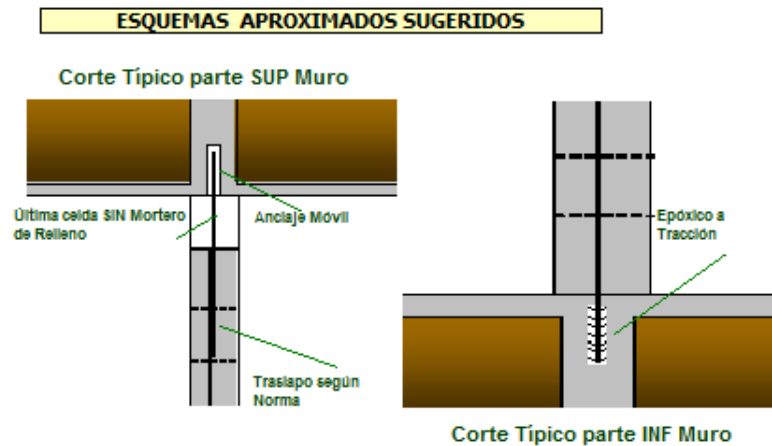 ESQUEMAS APROXIMADOS SUGERIDOS
Corte Típico parte SUP Muro
Última celda SIN Mortero
de Relleno
Anclaje Móvil
Traslapo según
Norma
Epóxico a
Tracción
Corte Típico parte INF Muro